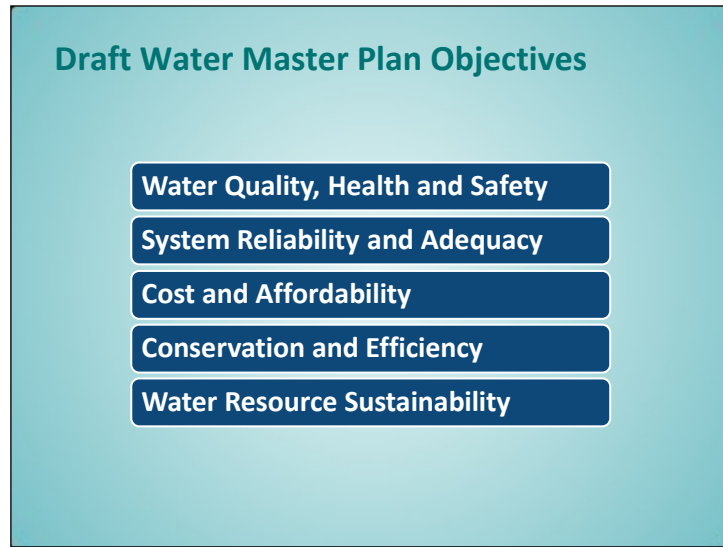 Draft Water Master Plan Objectives
Water Quality, Health and Safety
System Reliability and Adequacy
Cost and Affordability
Conservation and Efficiency
Water Resource Sustainability